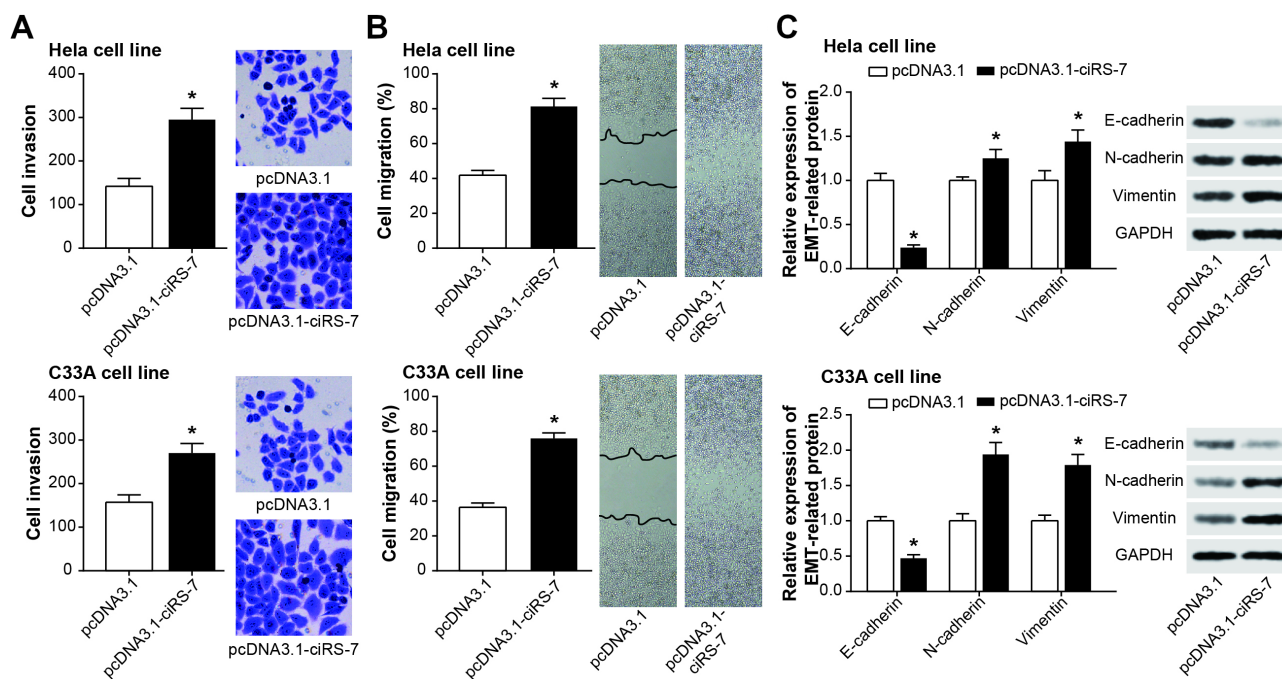 A
Hela cell line
Cell invasion
400
300
200
100
0
*
pcDNA3.1
pcDNA3.1-ciRS-7
pcDNA3.1
pcDNA3.1-ciRS-7
C33A cell line
Cell invasion
400
300
200
100
0
*
pcDNA3.1
pcDNA3.1-ciRS-7
pcDNA3.1
pcDNA3.1-ciRS-7
B
Hela cell line
Cell migration (%)
100
80
60
40
20
0
*
pcDNA3.1
pcDNA3.1-ciRS-7
pcDNA3.1
pcDNA3.1-
ciRS-7
C33A cell line
Cell migration (%)
100
80
60
40
20
0
*
pcDNA3.1
pcDNA3.1-ciRS-7
pcDNA3.1
pcDNA3.1-
ciRS-7
C
Hela cell line
pcDNA3.1 pcDNA3.1-ciRS-7
Relative expression of
EMT-related protein
2.0
1.5
1.0
0.5
0.0
*
*
*
E-cadherin
N-cadherin
Vimentin
E-cadherin
N-cadherin
Vimentin
GAPDH
pcDNA3.1
pcDNA3.1-ciRS-7
C33A cell line
pcDNA3.1 pcDNA3.1-ciRS-7
Relative expression of
EMT-related protein
2.5
2.0
1.5
1.0
0.5
0.0
*
*
*
E-cadherin
N-cadherin
Vimentin
E-cadherin
N-cadherin
Vimentin
GAPDH
pcDNA3.1
pcDNA3.1-ciRS-7